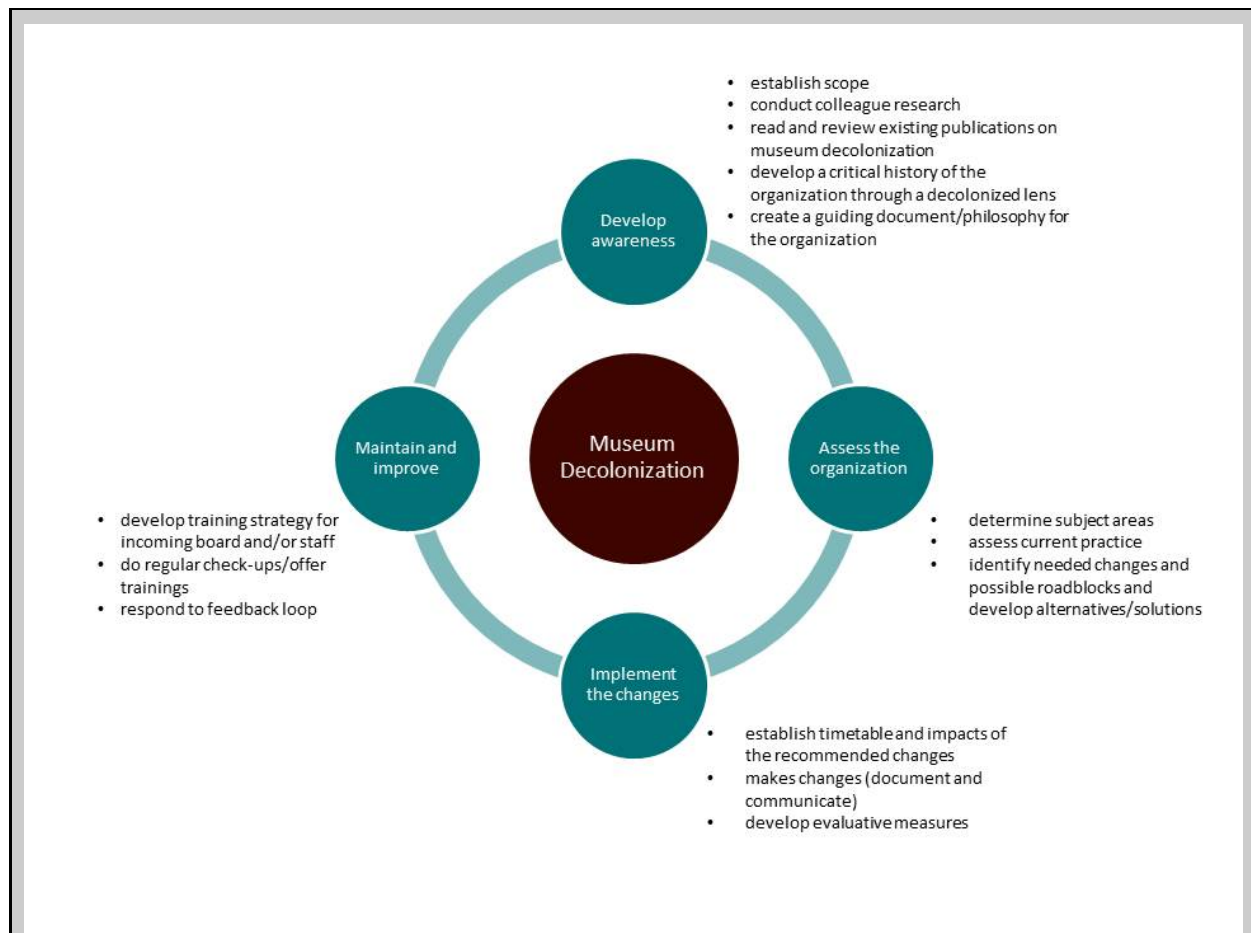 • establish scope
• conduct colleague research
• read and review existing publications on
museum decolonization
• develop a critical history of the
organization through a decolonized lens
• create a guiding document/philosophy for
the organization
Develop
awareness
Maintain and
improve
Museum
Decolonization
Assess the
organization
• develop training strategy for
incoming board and/or staff
• do regular check-ups/offer
trainings
• respond to feedback loop
• determine subject areas
• assess current practice
• identify needed changes and
possible roadblocks and
develop alternatives/solutions
Implement
the changes
• establish timetable and impacts of
the recommended changes
• makes changes (document and
communicate)
• develop evaluative measures